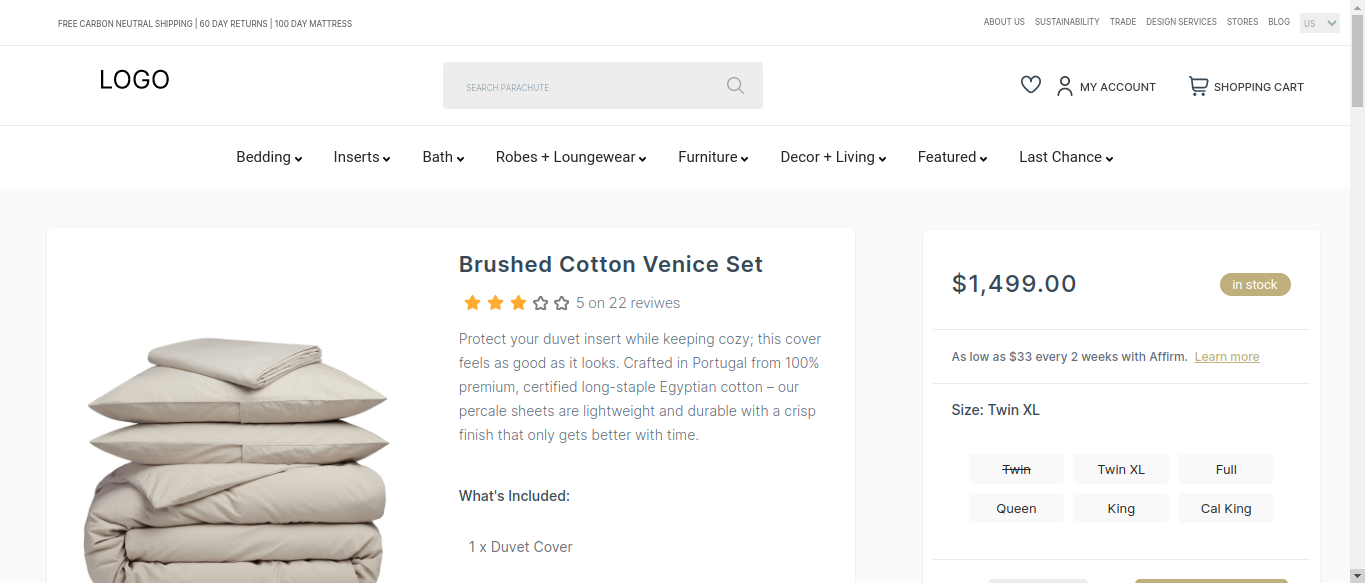 FREE CARBON NEUTRAL SHIPPING | 60 DAY RETURNS | 100 DAY MATTRESS
ABOUT US SUSTAINABILITY TRADE DESIGN SERVICES STORES BLOG US
LOGO
SEARCH PARACHUTE
MY ACCOUNT
SHOPPING CART
Bedding Inserts Bath Robes + Loungewear Furniture Decor + Living Featured Last Chance
Brushed Cotton Venice Set
5 on 22 reviwes
Protect your duvet insert while keeping cozy; this cover
feels as good as it looks. Crafted in Portugal from 100%
premium, certified long-staple Egyptian cotton – our
percale sheets are lightweight and durable with a crisp
finish that only gets better with time.
What's Included:
1 x Duvet Cover
$1,499.00
in stock
As low as $33 every 2 weeks with Affirm. Learn more
Size: Twin XL
Twin Twin XL Full
Queen King Cal King